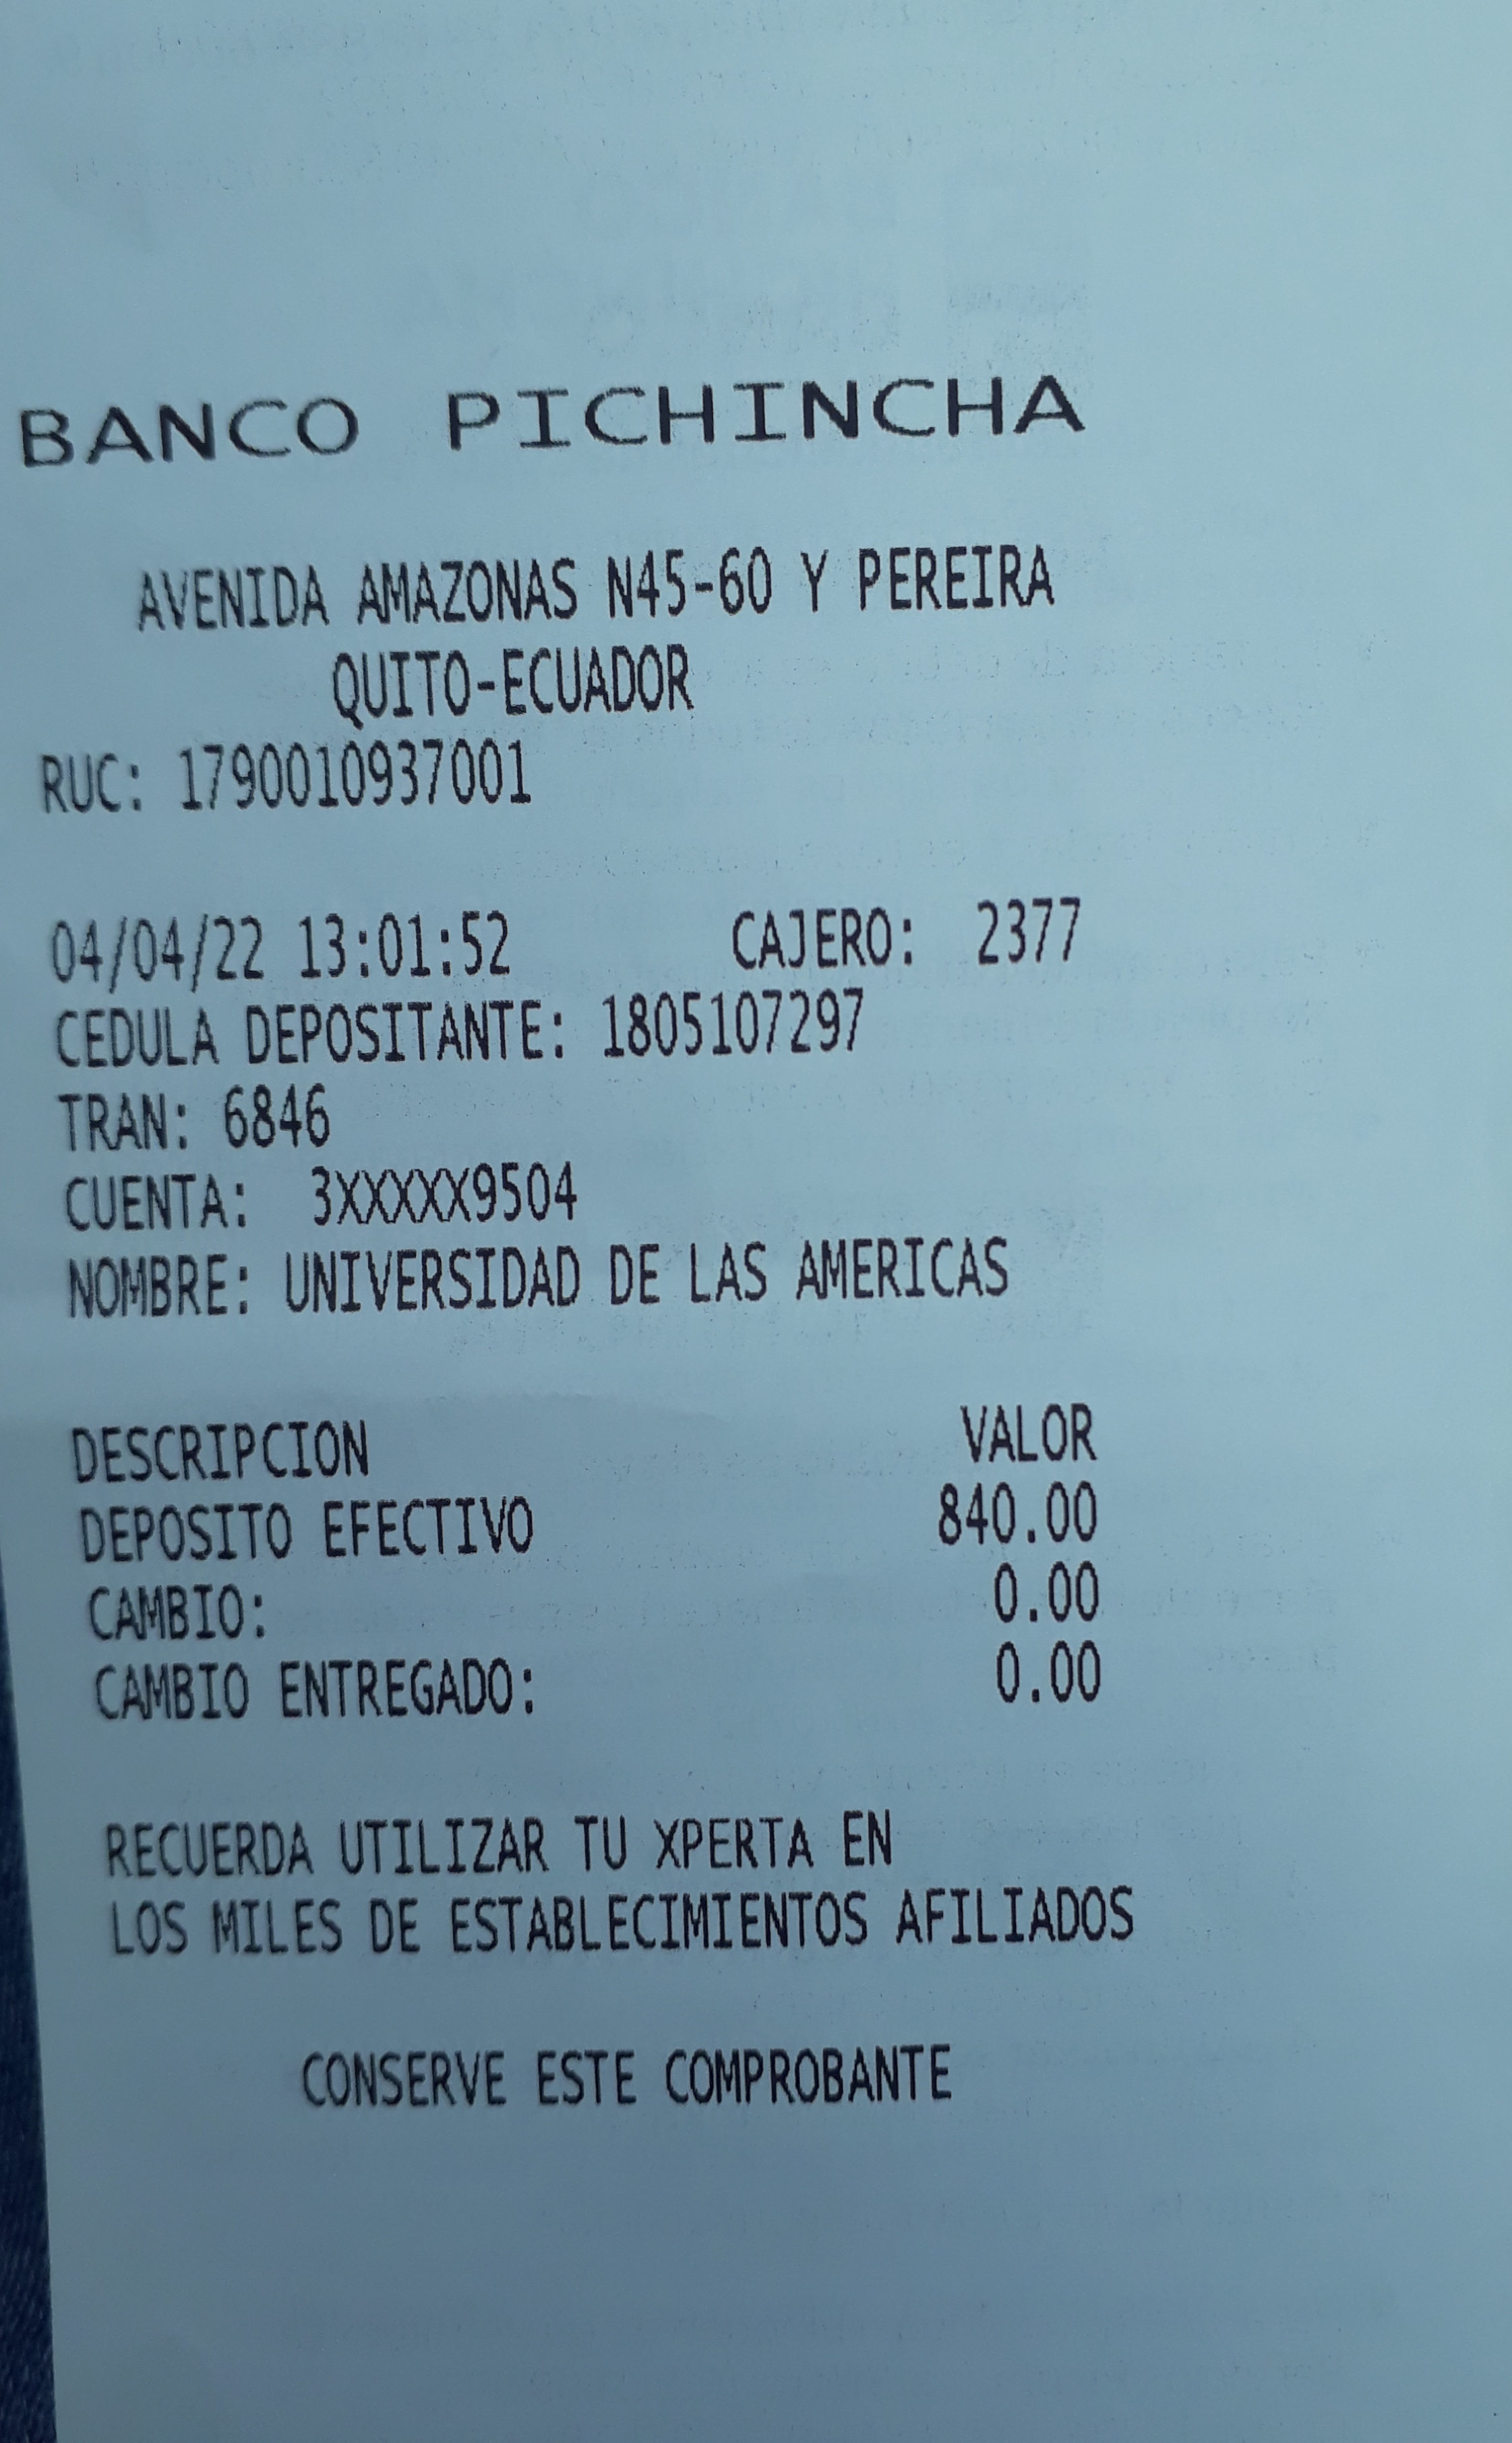 BANCO PICHINCHA
AVENIDA AMAZONAS N45-60 Y PEREIRA
QUITO-ECUADOR
RUC: 1790010937001
04/04/22 13:01:52 CAJERO: 2377
CEDULA DEPOSITANTE: 1805107297
TRAN: 6846
CUENTA: 3XXXXX9504
NOMBRE: UNIVERSIDAD DE LAS AMERICAS
DESCRIPCION VALOR
DEPOSITO EFECTIVO 840.00
CAMBIO: 0.00
CAMBIO ENTREGADO: 0.00
RECUERDA UTILIZAR TU XPERTA EN
LOS MILES DE ESTABLECIMIENTOS AFILIADOS
CONSERVE ESTE COMPROBANTE